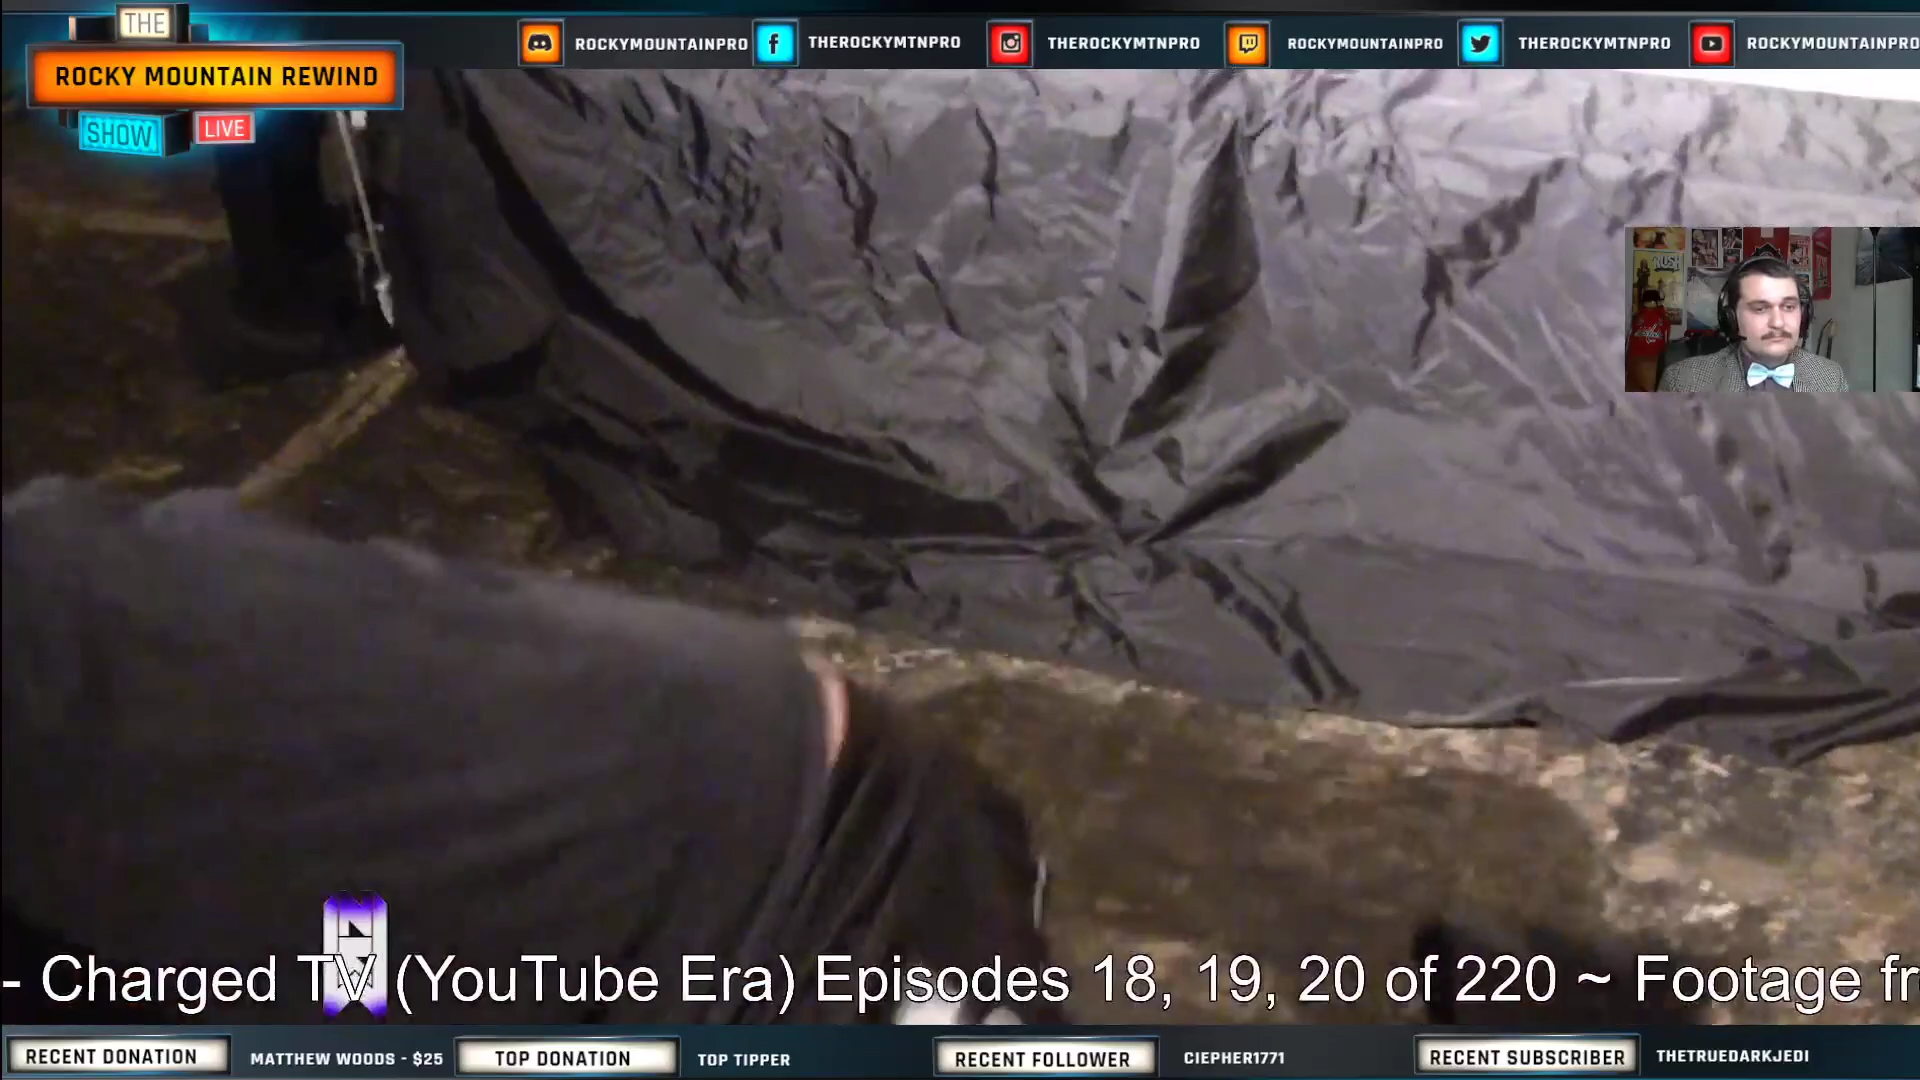 THE
ROCKY MOUNTAIN REWIND
SHOW
LIVE
ROCKYMOUNTAINPRO
THEROCKYMTNPRO
THEROCKYMTNPRO
ROCKYMOUNTAINPRO
THEROCKYMTNPRO
ROCKYMOUNTAINPRO
RUSH
- Charged TV (YouTube Era) Episodes 18, 19, 20 of 220 ~ Footage fr
RECENT DONATION
MATTHEW WOODS - $25
TOP DONATION
TOP TIPPER
RECENT FOLLOWER
CIEPHER1771
RECENT SUBSCRIBER
THETRUEDARKJEDI